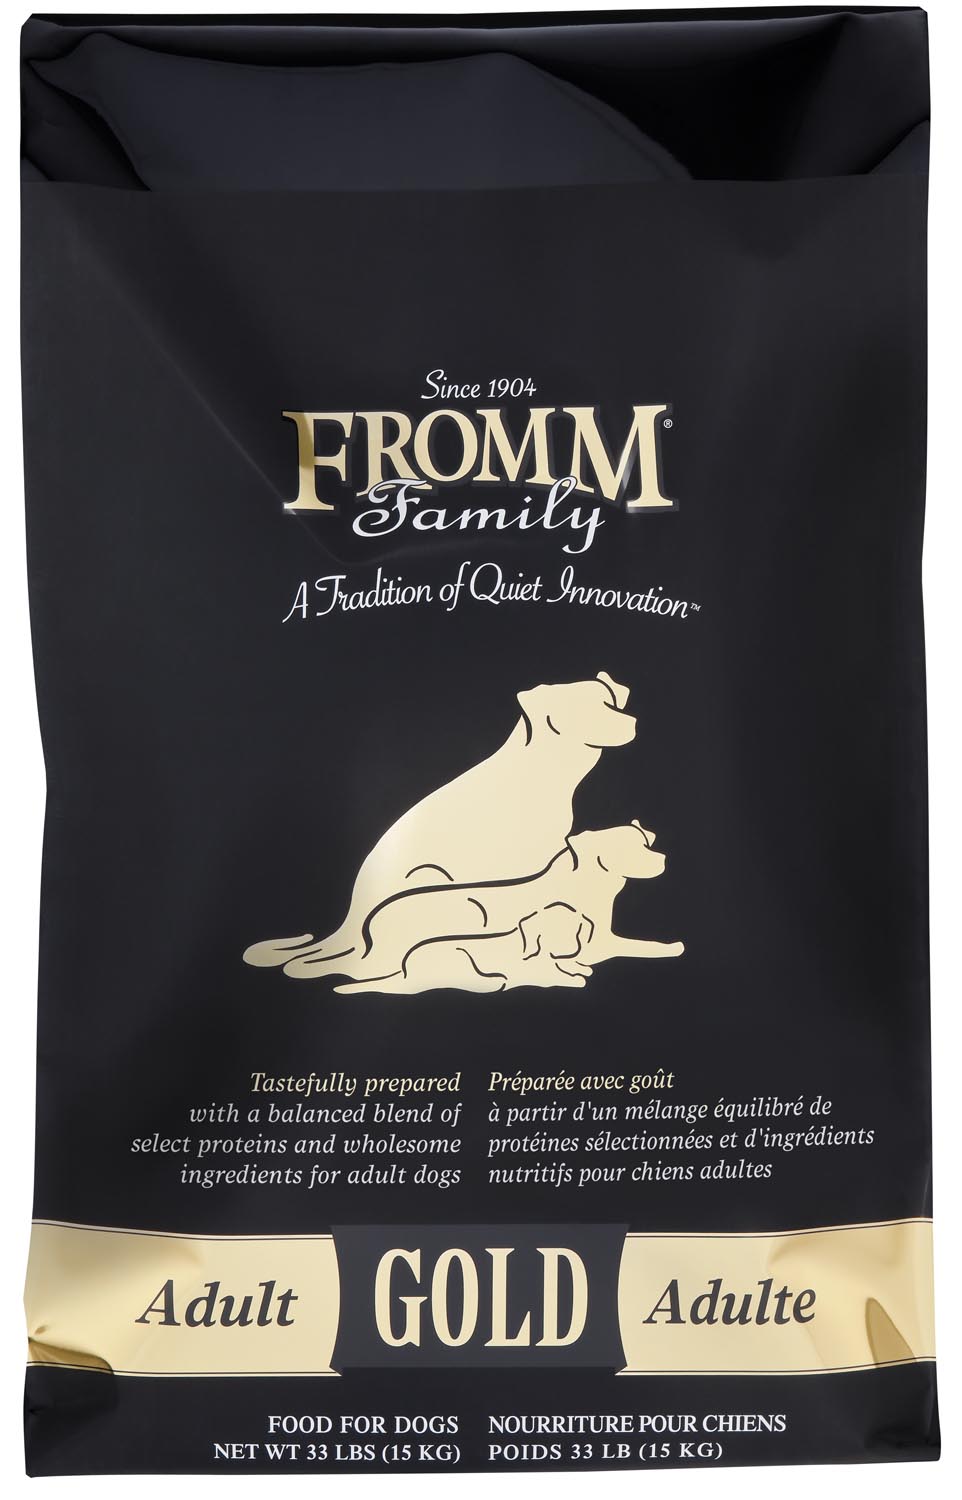 Since 1904
FROMM®
Family
A Tradition of Quiet Innovation™
Tastefully prepared
with a balanced blend of
select proteins and wholesome
ingredients for adult dogs
Préparée avec goût
à partir d'un mélange équilibré de
protéines sélectionnées et d'ingrédients
nutritifs pour chiens adultes
Adult
GOLD
Adulte
FOOD FOR DOGS
NET WT 33 LBS (15 KG)
NOURRITURE POUR CHIENS
POIDS 33 LB (15 KG)